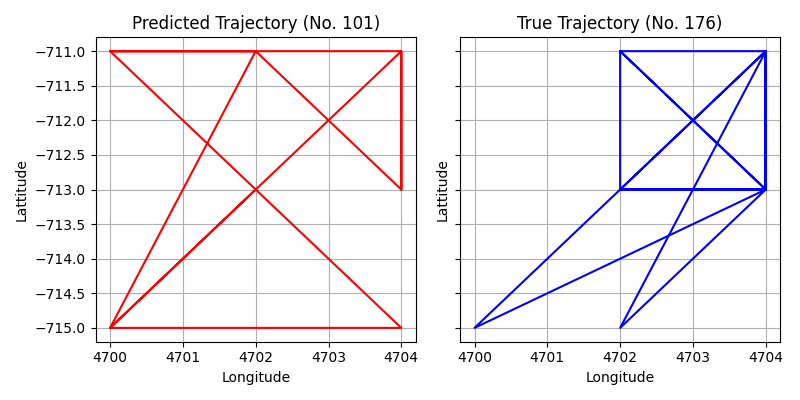 Predicted Trajectory (No. 101)
True Trajectory (No. 176)
−711.0
−711.5
−712.0
−712.5
−713.0
−713.5
−714.0
−714.5
−715.0
Lattitude
4700 4701 4702 4703 4704
Longitude
Lattitude
4700 4701 4702 4703 4704
Longitude